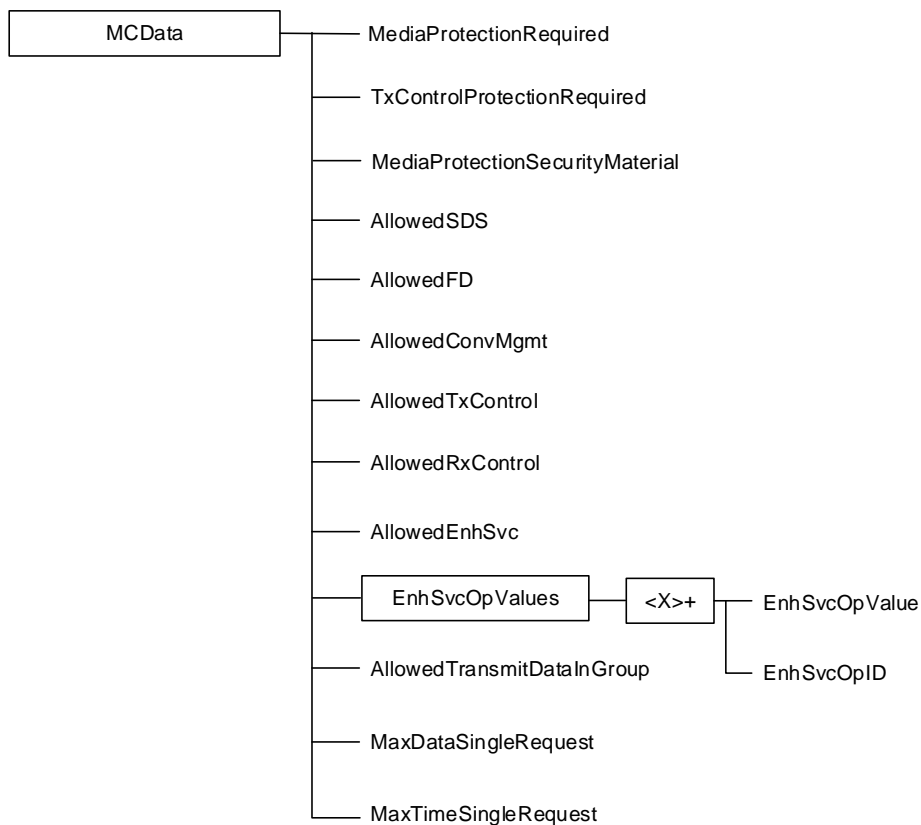 MCData
MediaProtectionRequired
TxControlProtectionRequired
MediaProtectionSecurityMaterial
AllowedSDS
AllowedFD
AllowedConvMgmt
AllowedTxControl
AllowedRxControl
AllowedEnhSvc
EnhSvcOpValues
<X>+
EnhSvcOpValue
EnhSvcOpID
AllowedTransmitDataInGroup
MaxDataSingleRequest
MaxTimeSingleRequest